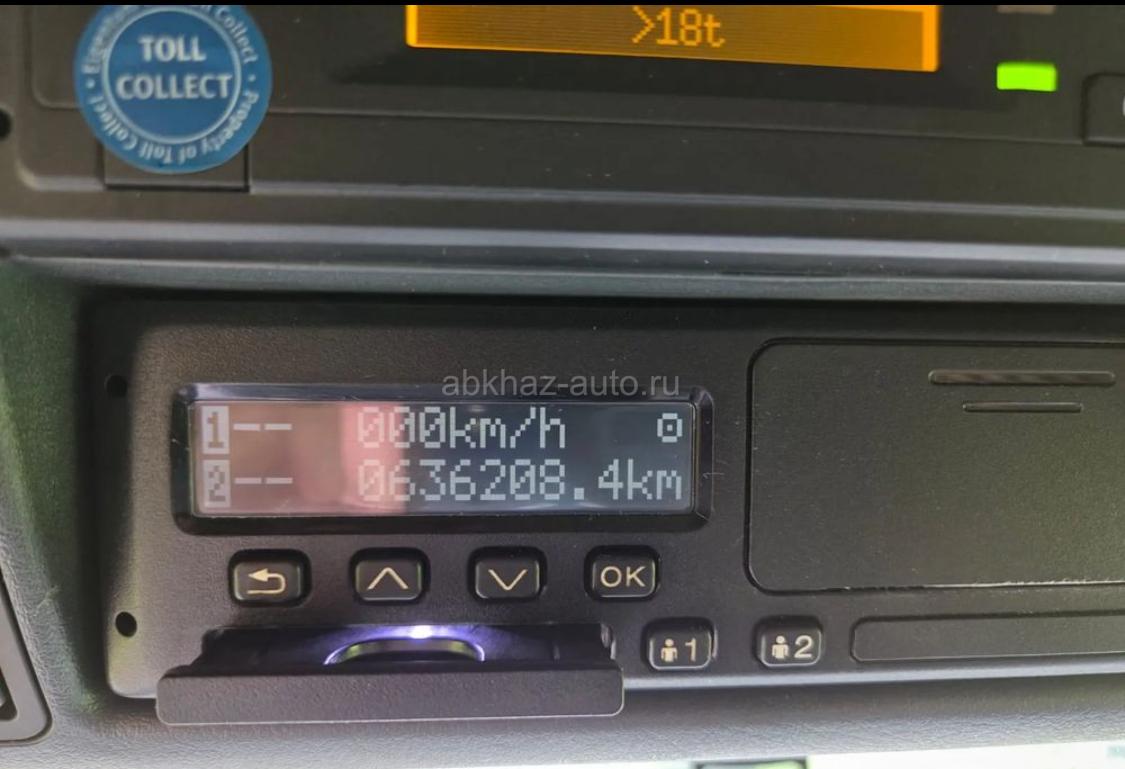 TOLL
COLLECT
Property of Toll Collect
>18t
abkhaz-auto.ru
1-- 000km/h
2-- 0636208.4km
OK
1
2